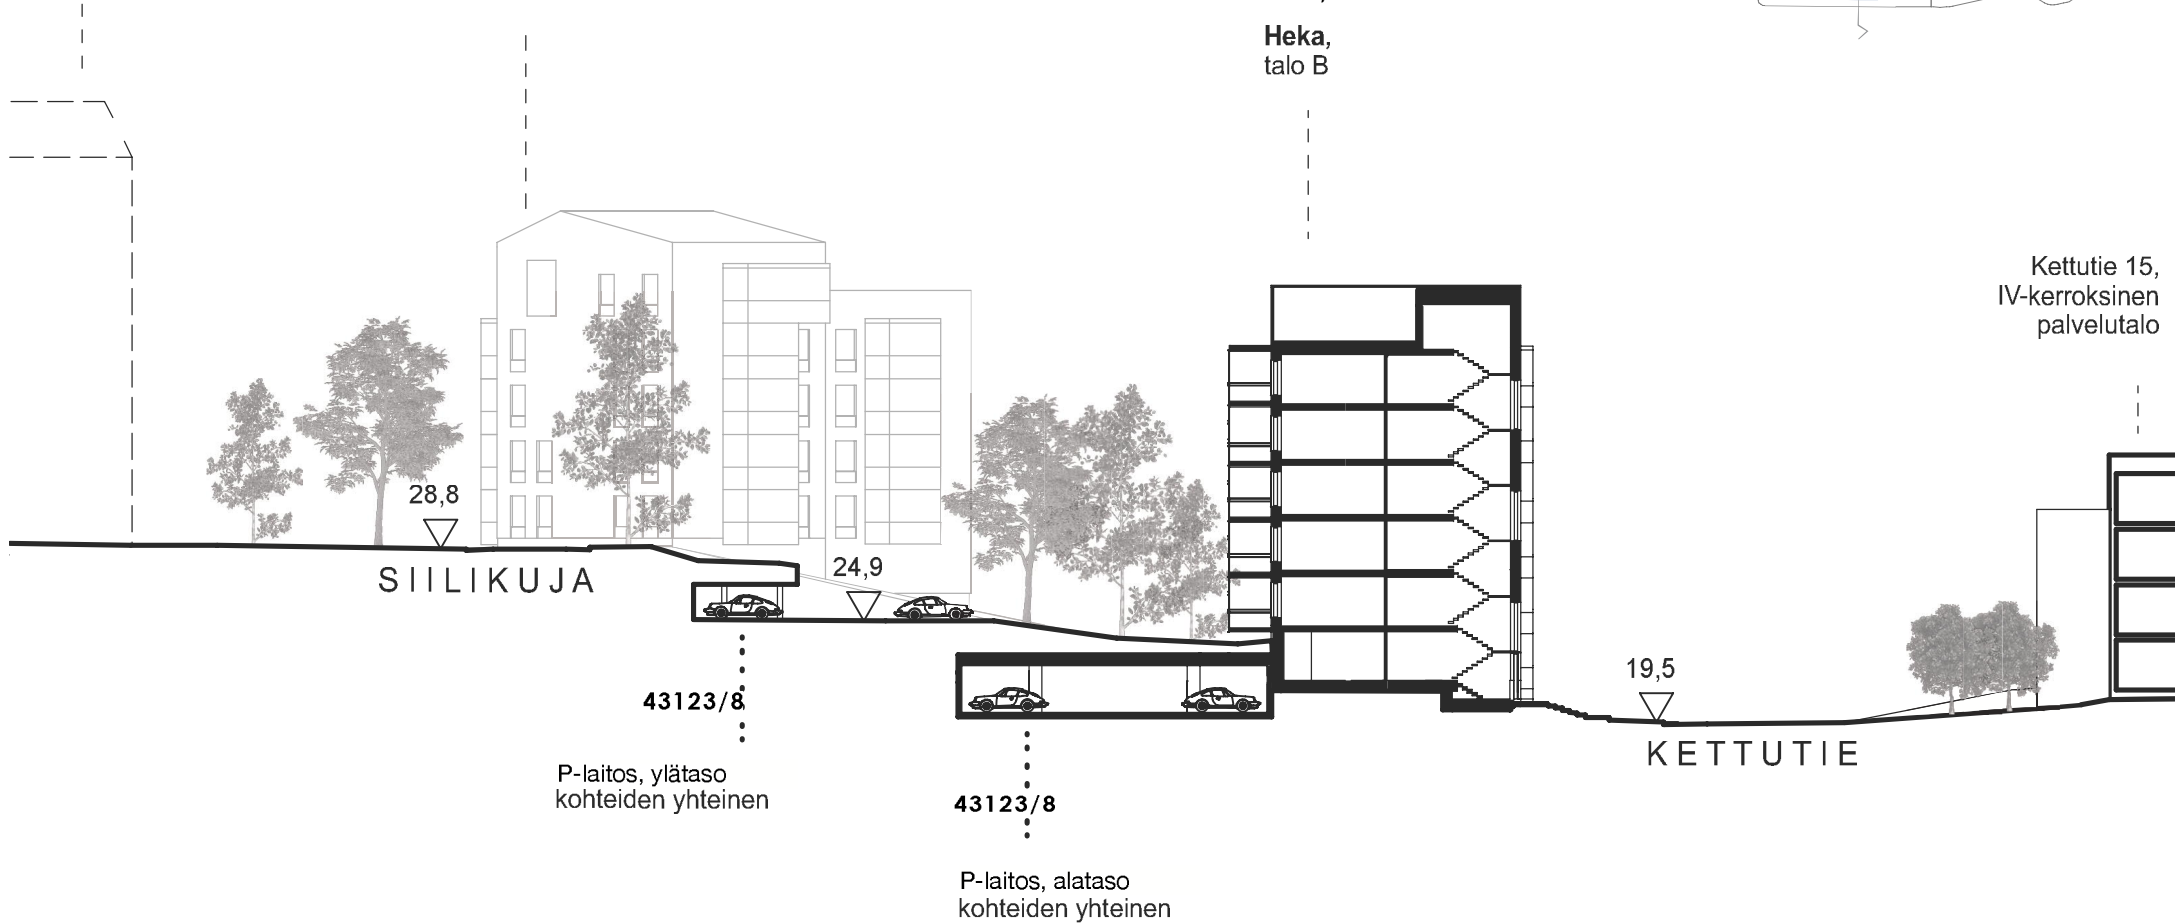 Heka,
talo B
Kettutie 15,
IV-kerroksinen
palvelutalo
28,8
SIILIKUJA
24,9
19,5
KETTUTIE
43123/8
P-laitos, ylätaso
kohteiden yhteinen
43123/8
P-laitos, alataso
kohteiden yhteinen